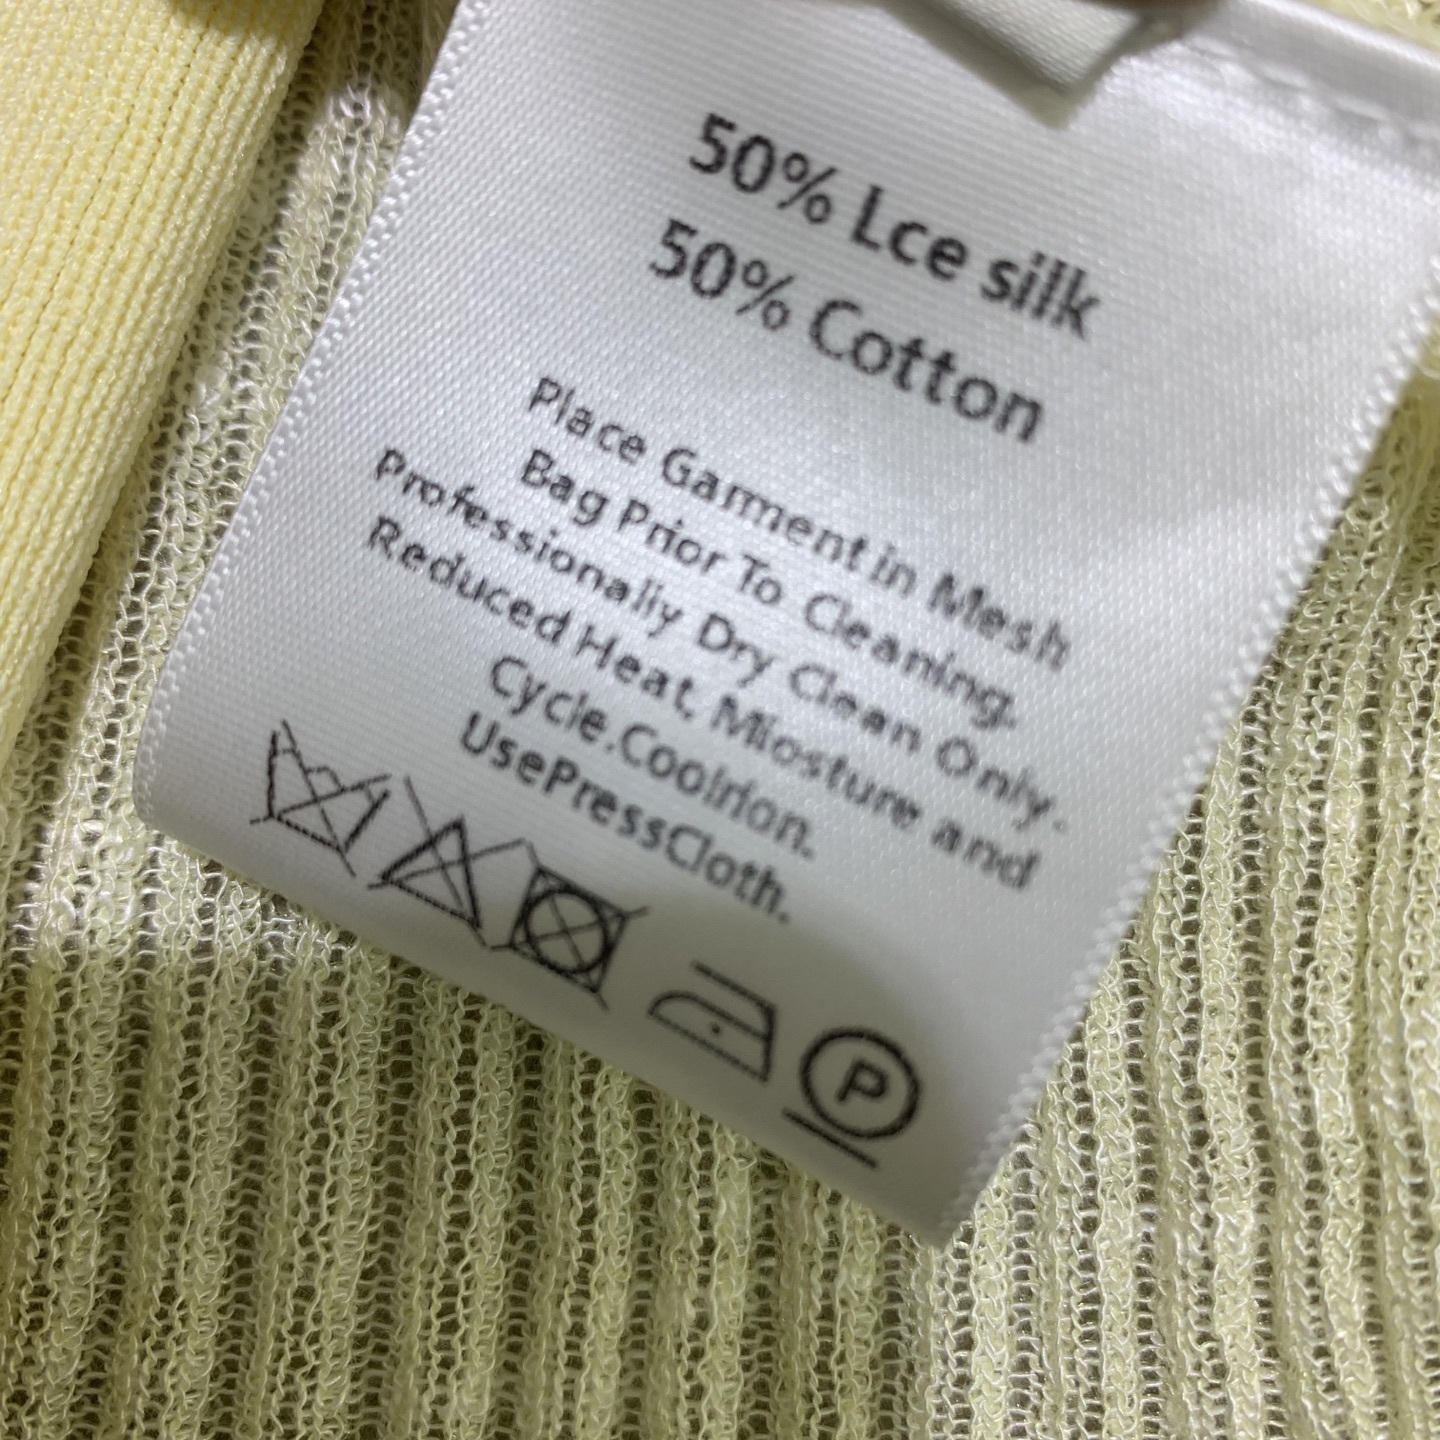 50% Lce silk
50% Cotton
Place Garment in Mesh
Bag Prior To Cleaning.
Professionally Dry Clean Only.
Reduced Heat, Miosture and
Cycle.CoolrIon.
UsePressCloth.
P